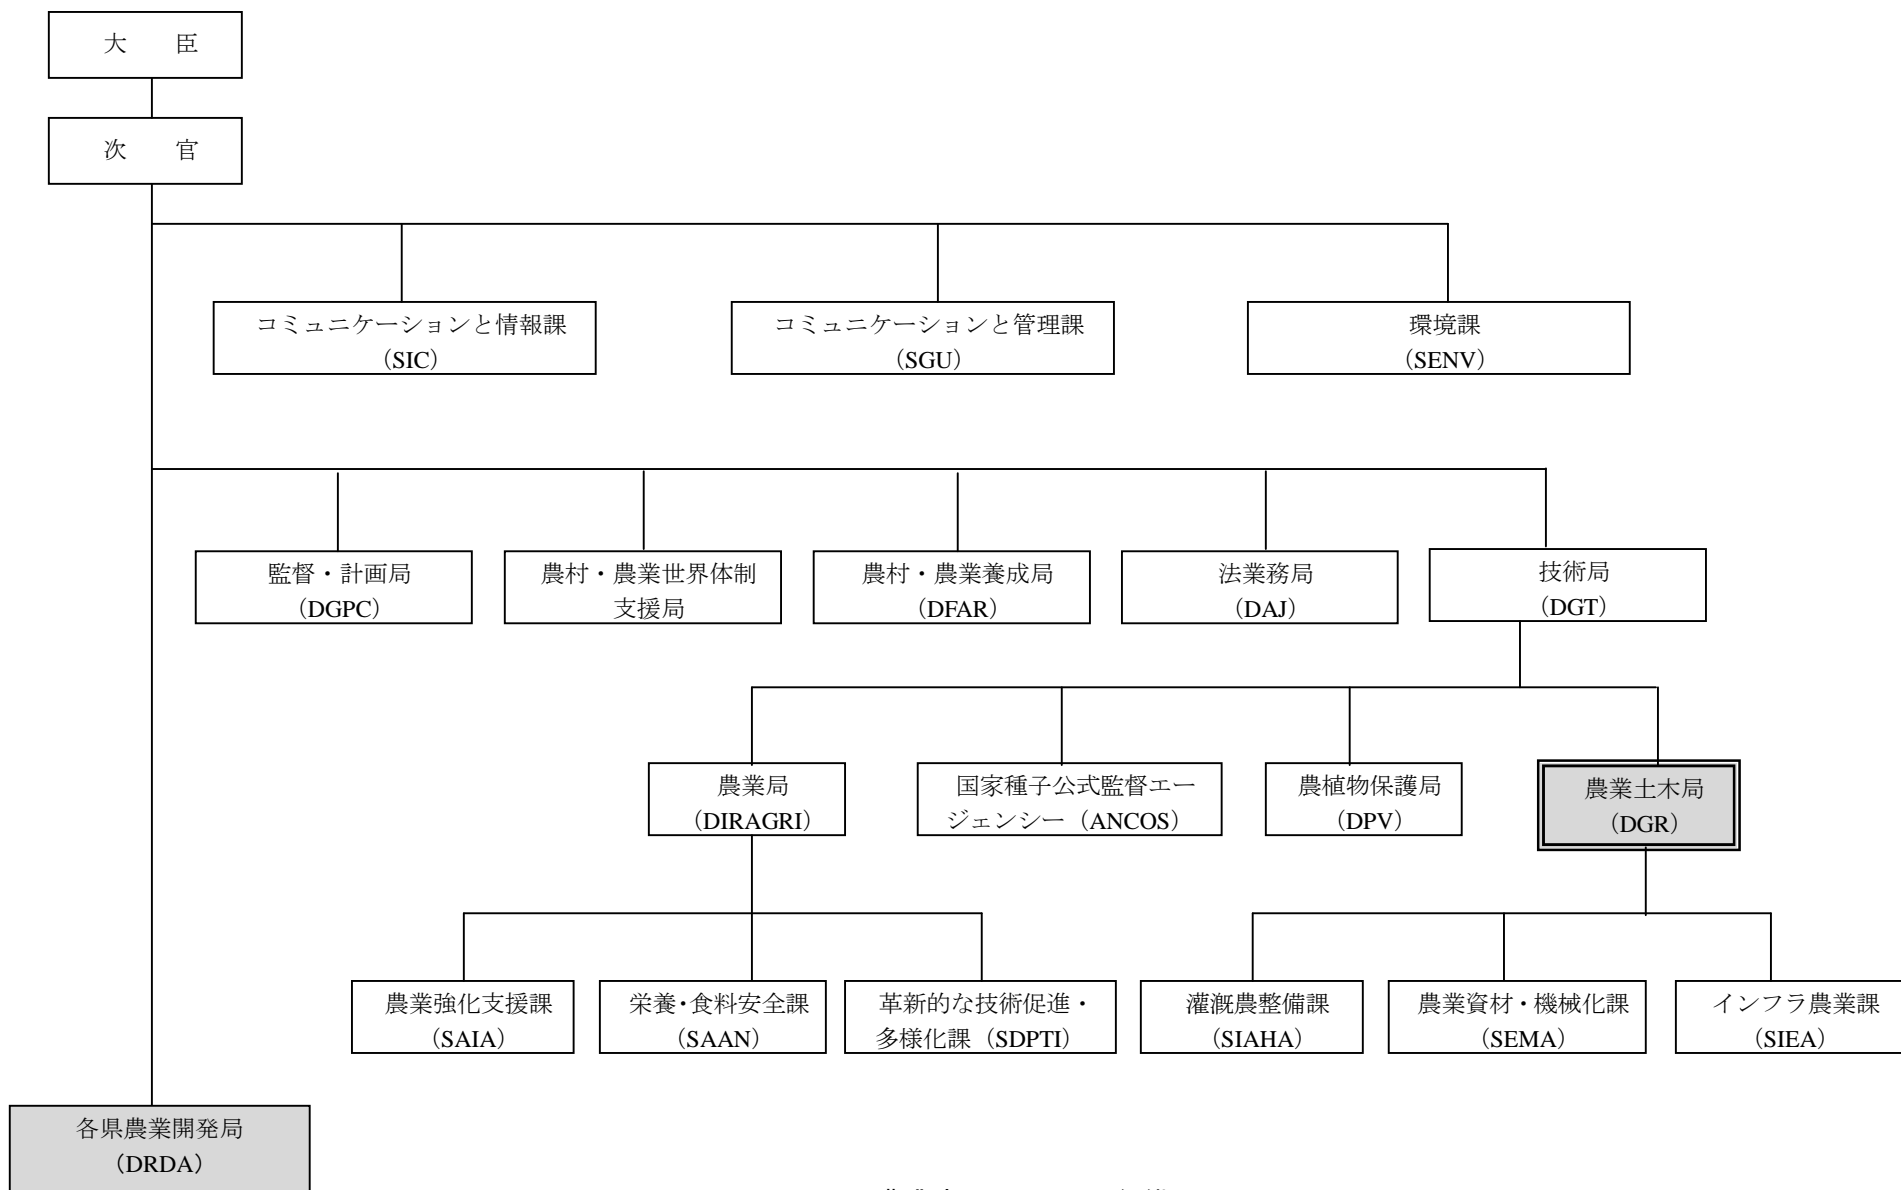 大　　臣
次　　官
コミュニケーションと情報課
（SIC）
コミュニケーションと管理課
（SGU）
環境課
（SENV）
監督・計画局
（DGPC）
農村・農業世界体制
支援局
農村・農業養成局
（DFAR）
法業務局
（DAJ）
技術局
（DGT）
農業局
（DIRAGRI）
国家種子公式監督エー
ジェンシー（ANCOS）
農植物保護局
（DPV）
農業土木局
（DGR）
農業強化支援課
（SAIA）
栄養・食料安全課
（SAAN）
革新的な技術促進・
多様化課（SDPTI）
灌漑農整備課
（SIAHA）
農業資材・機械化課
（SEMA）
インフラ農業課
（SIEA）
各県農業開発局
（DRDA）